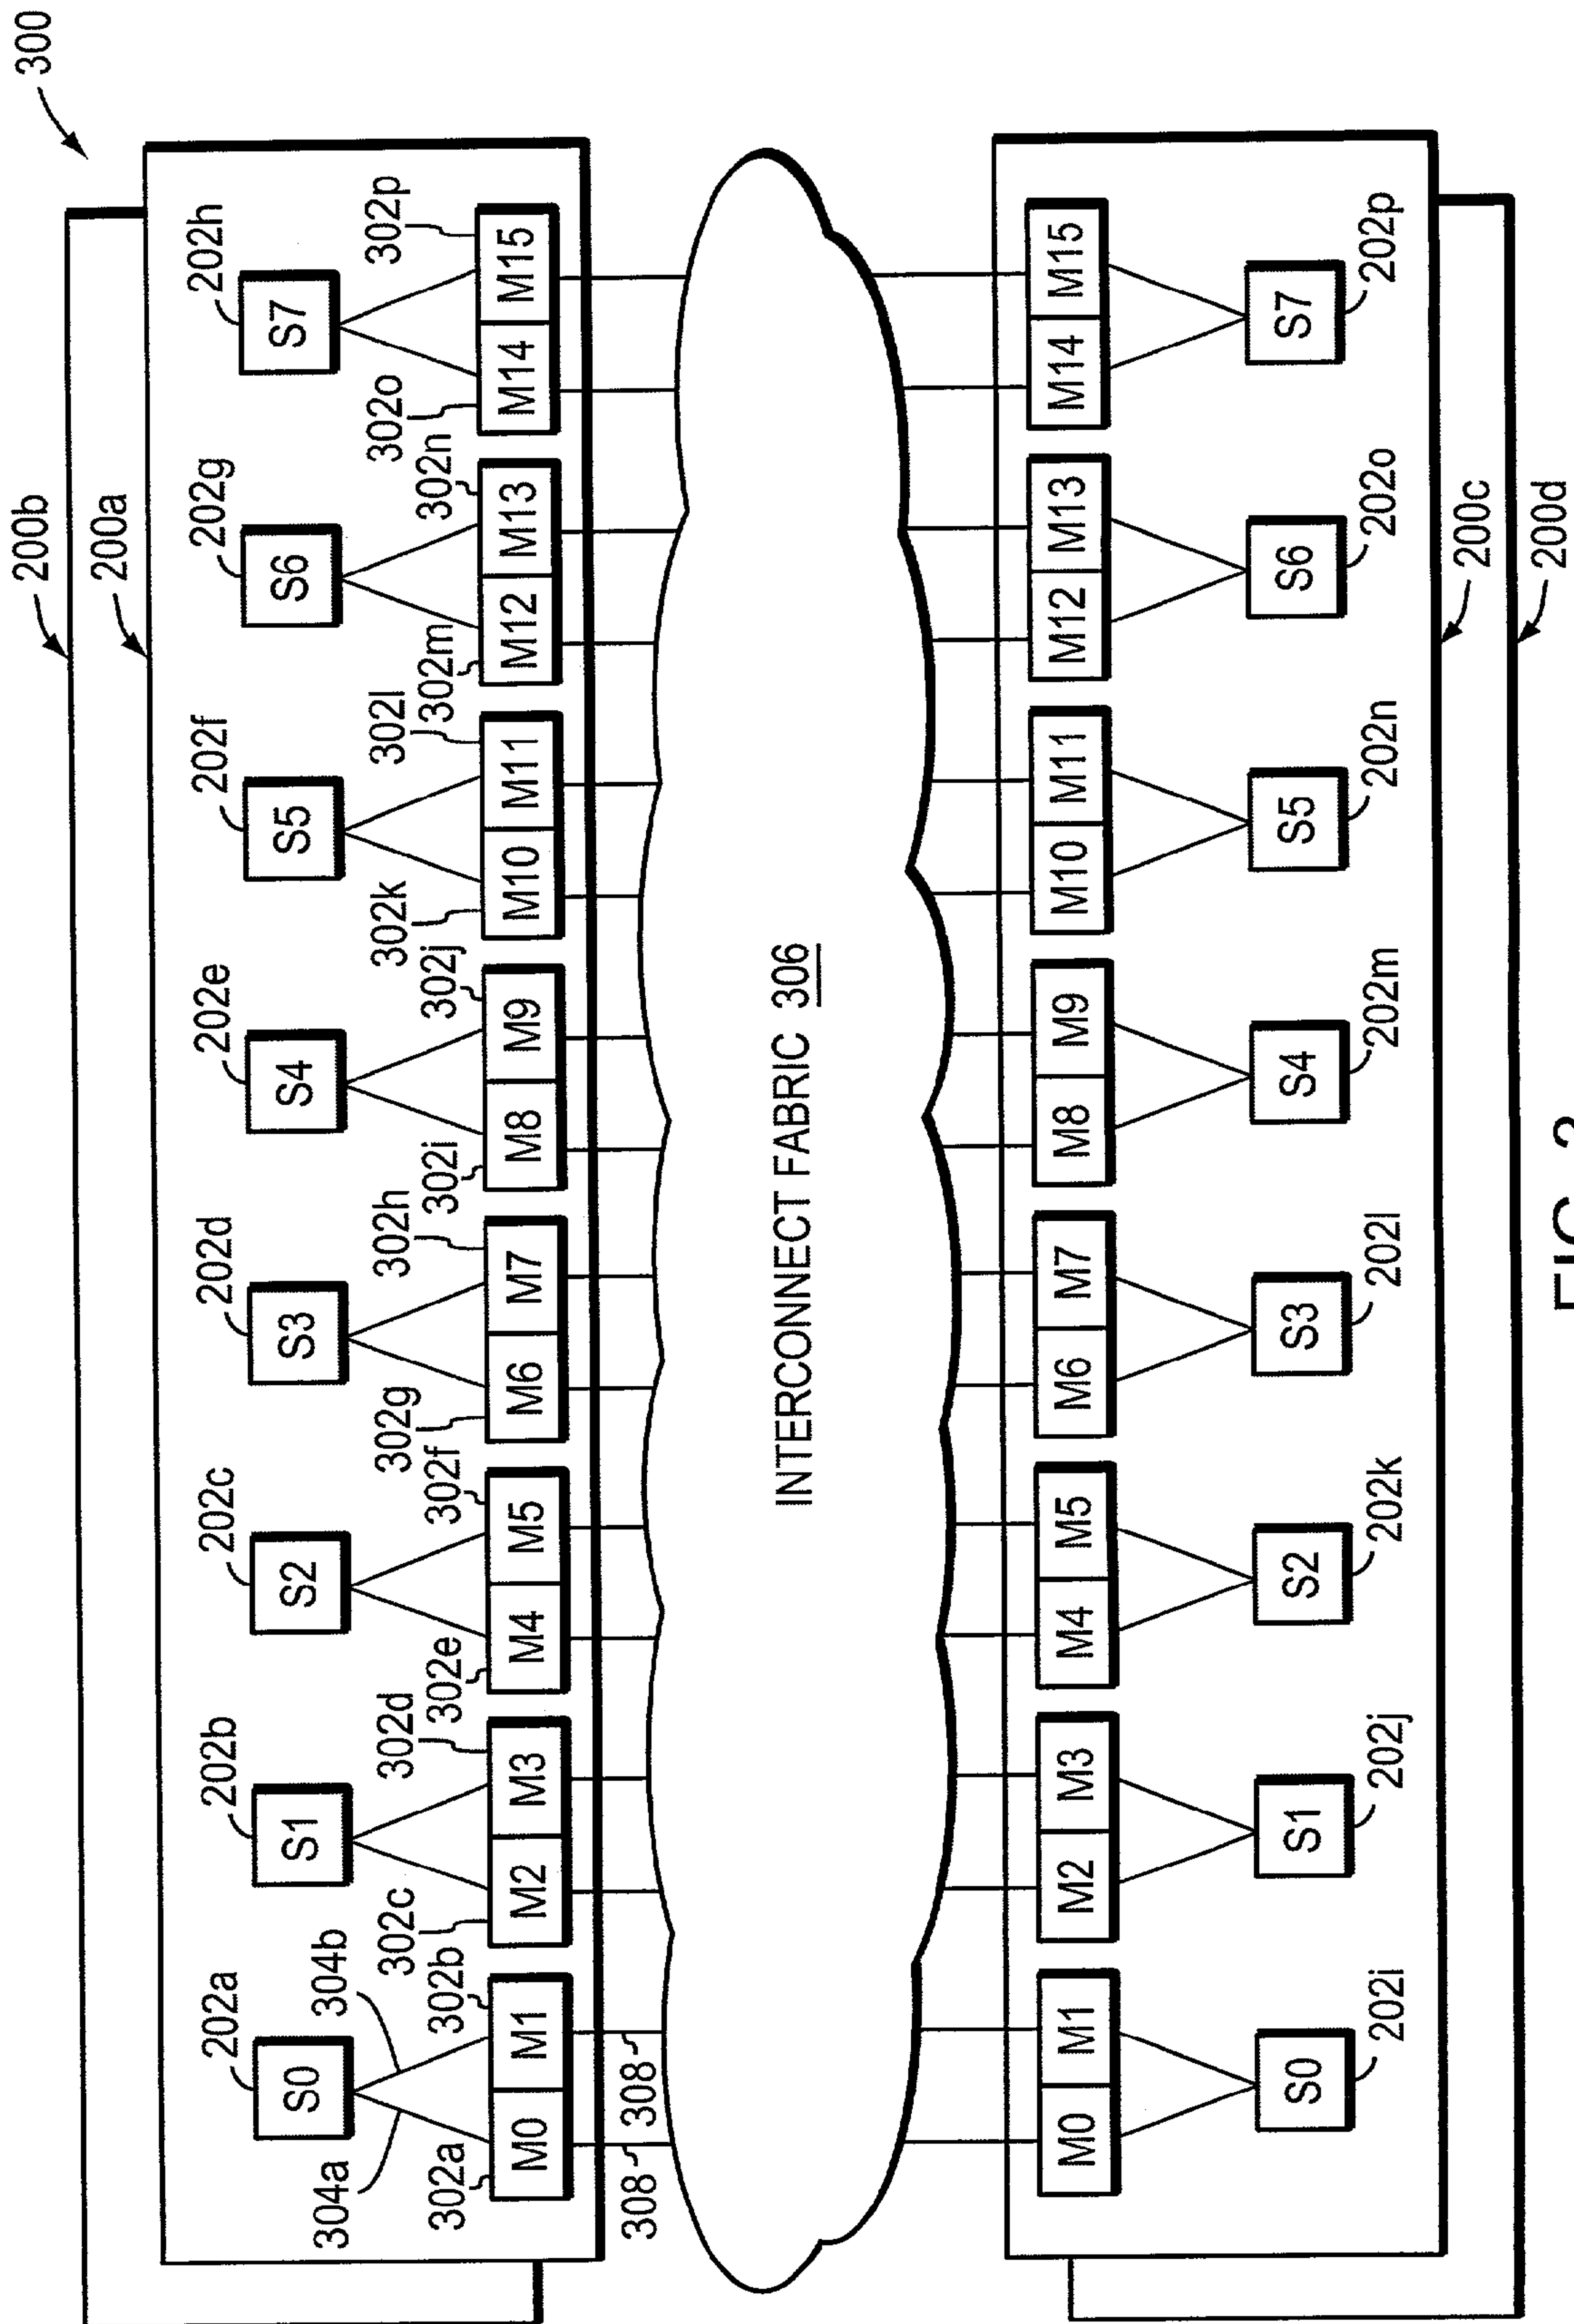 300
200b
200a
202a 202b 202c 202d 202e 202f 202g 202h
S0 S1 S2 S3 S4 S5 S6 S7
304a 304b
302a 302b 302c 302d 302e 302f 302g 302h 302i 302j 302k 302l 302m 302n 302o 302p
M0 M1 M2 M3 M4 M5 M6 M7 M8 M9 M10 M11 M12 M13 M14 M15
308 308
INTERCONNECT FABRIC 306
M0 M1 M2 M3 M4 M5 M6 M7 M8 M9 M10 M11 M12 M13 M14 M15
S0 S1 S2 S3 S4 S5 S6 S7
202i 202j 202k 202l 202m 202n 202o 202p
200c
200d
FIG.